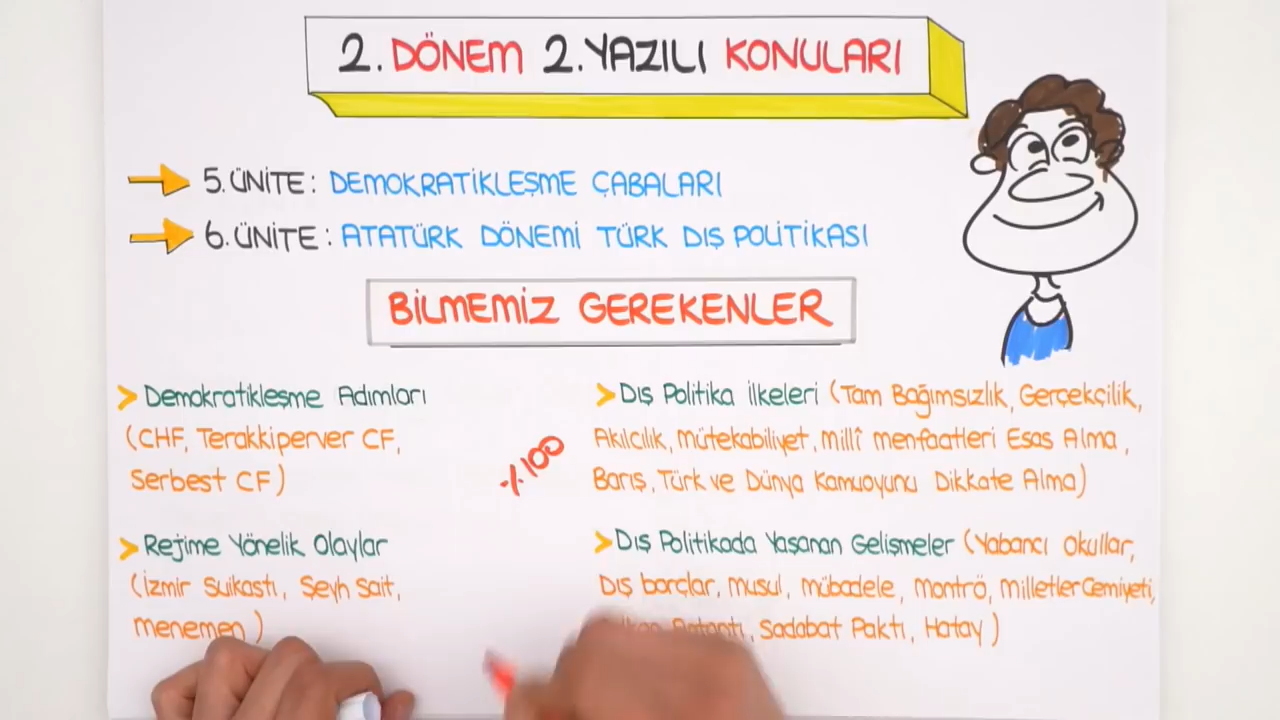 2. DÖNEM 2. YAZILI KONULARI
5. ÜNİTE: DEMOKRATİKLEŞME ÇABALARI
6. ÜNİTE: ATATÜRK DÖNEMİ TÜRK DIŞ POLİTİKASI
BİLMEMİZ GEREKENLER
Demokratikleşme Adımları
(CHF, Terakkiperver CF,
Serbest CF)
%100
Rejime Yönelik Olaylar
(İzmir Suikastı, Şeyh Sait,
menemen)
Dış Politika İlkeleri (Tam Bağımsızlık, Gerçekçilik,
Akılcılık, mütekabiliyet, millî menfaatleri Esas Alma,
Barış, Türk ve Dünya Kamuoyunu Dikkate Alma)
Dış Politikada Yaşanan Gelişmeler (Yabancı Okullar,
Dış borçlar, musul, mübadele, montrö, milletler Cemiyeti,
Sadabat Paktı, Hatay)